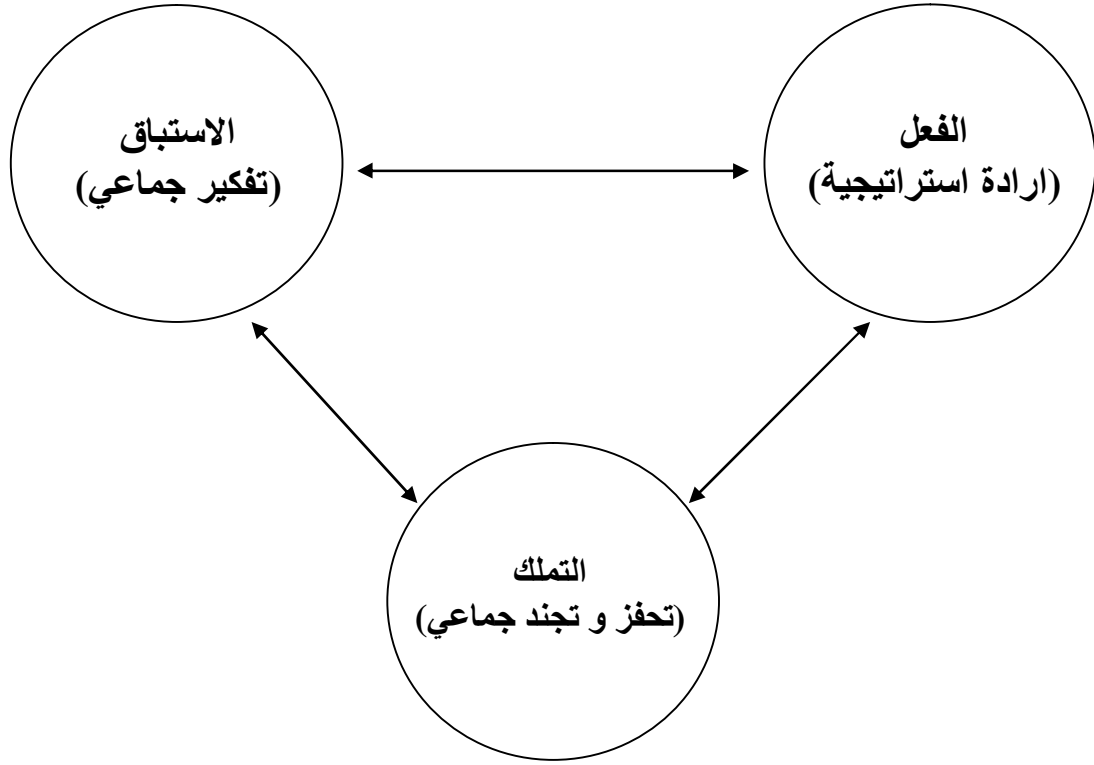 الفعل
(ارادة استراتيجية)
الاستباق
(تفكير جماعي)
التملك
(تحفز و تجند جماعي)